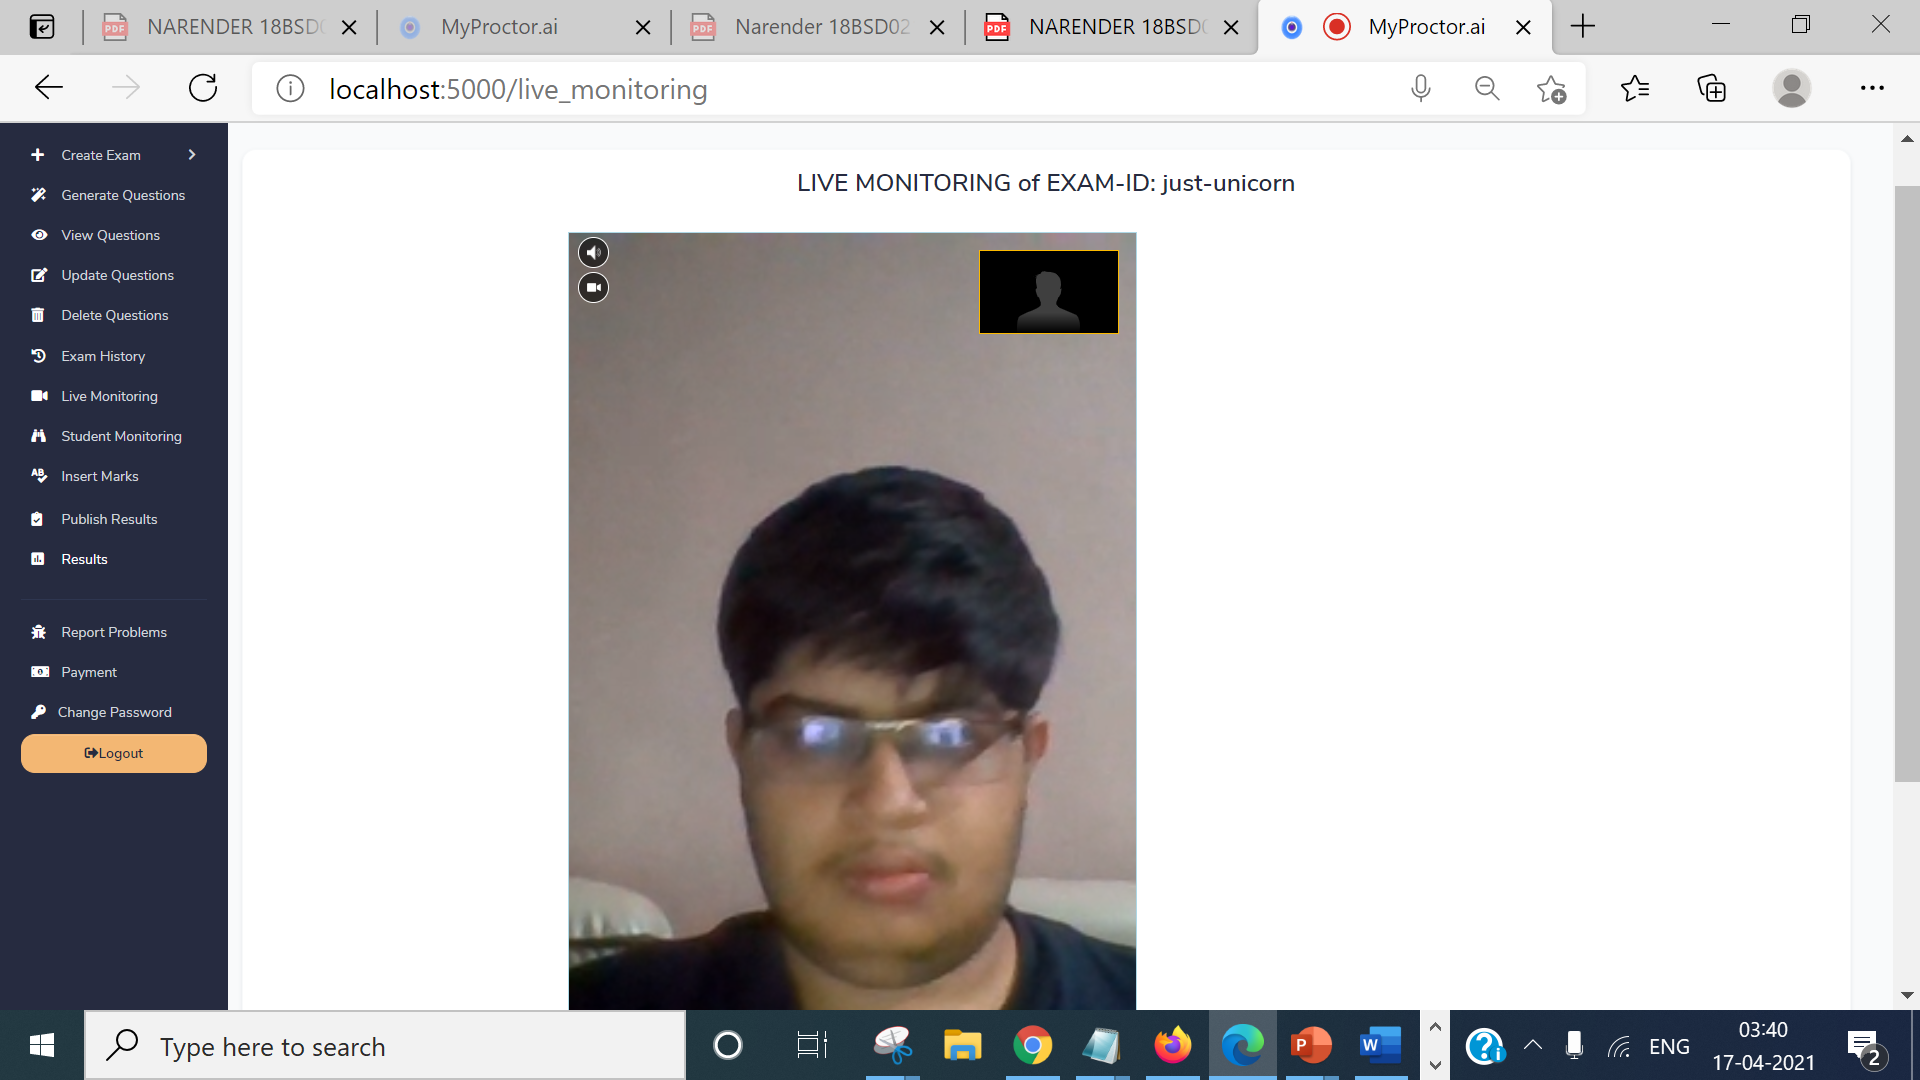 NARENDER 18BSD
MyProctor.ai
Narender 18BSD02
NARENDER 18BSD
MyProctor.ai
localhost:5000/live_monitoring
Create Exam
Generate Questions
View Questions
Update Questions
Delete Questions
Exam History
Live Monitoring
Student Monitoring
Insert Marks
Publish Results
Results
Report Problems
Payment
Change Password
Logout
LIVE MONITORING of EXAM-ID: just-unicorn
Type here to search
ENG
03:40
17-04-2021
2